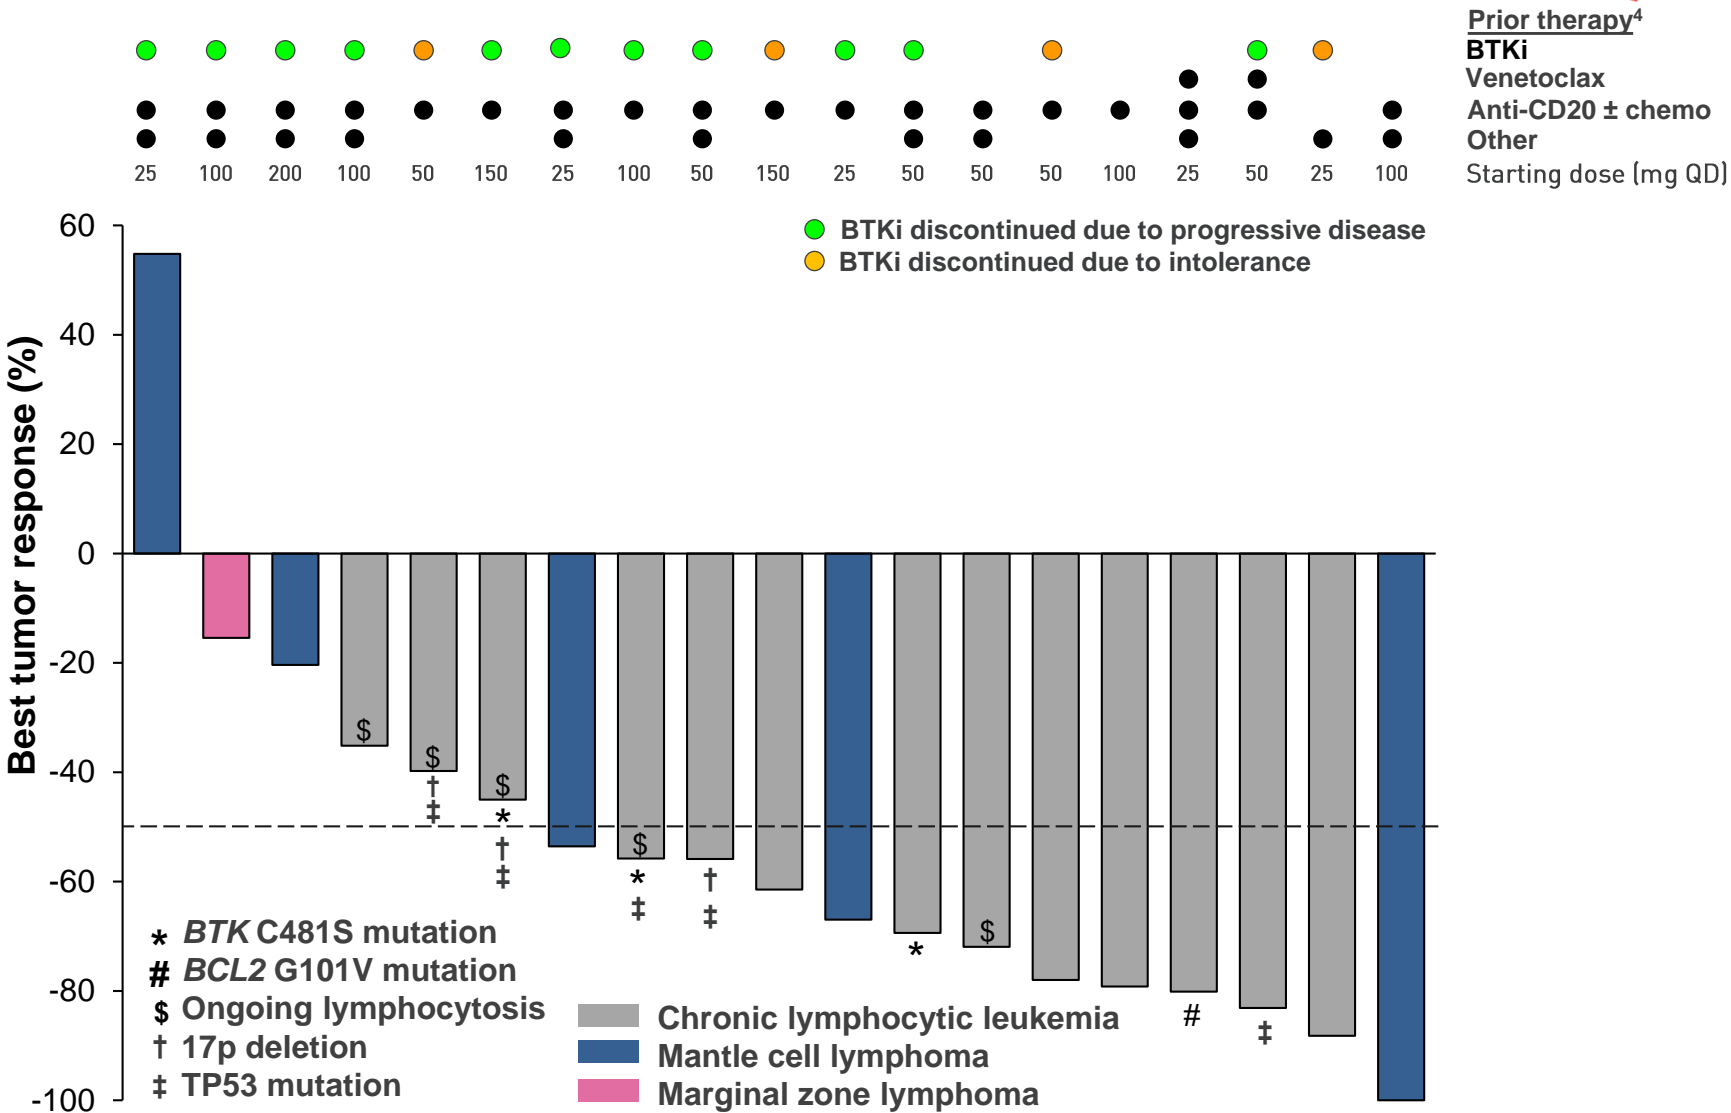 Prior therapy⁴
BTKi
Venetoclax
Anti-CD20 ± chemo
Other
25 100 200 100 50 150 25 100 50 150 25 50 50 50 100 25 50 25 100 Starting dose (mg QD)
BTKi discontinued due to progressive disease
BTKi discontinued due to intolerance
Best tumor response (%)
60
40
20
0
-20
-40
-60
-80
-100
$
$
†
‡
$
*
†
‡
$
*
‡
†
‡
*
$
#
‡
* BTK C481S mutation
# BCL2 G101V mutation
$ Ongoing lymphocytosis
† 17p deletion
‡ TP53 mutation
Chronic lymphocytic leukemia
Mantle cell lymphoma
Marginal zone lymphoma